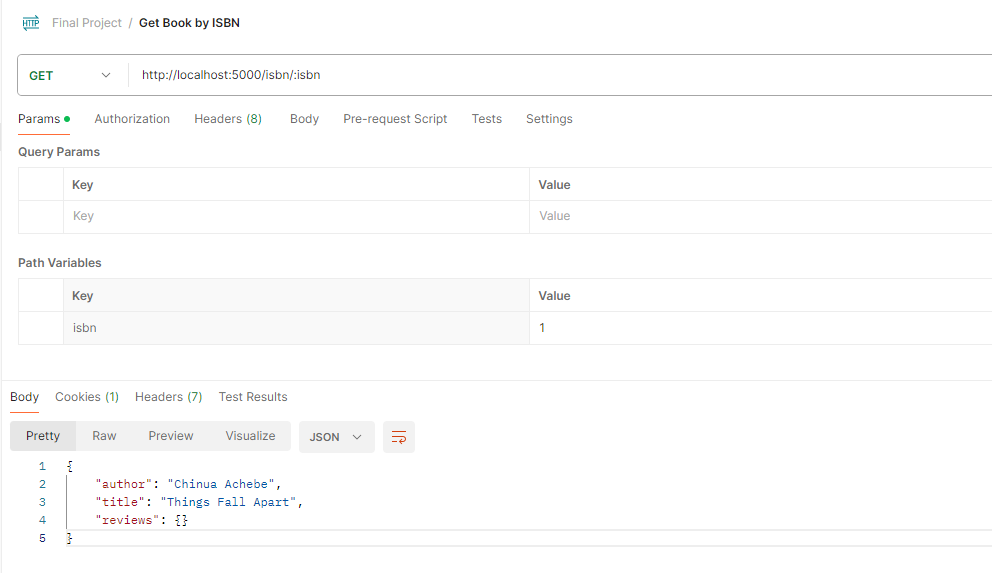 HTTP Final Project / Get Book by ISBN
GET http://localhost:5000/isbn/:isbn
Params Authorization Headers (8) Body Pre-request Script Tests Settings
Query Params
Key Value
Key Value
Path Variables
Key Value
isbn 1
Body Cookies (1) Headers (7) Test Results
Pretty Raw Preview Visualize JSON
1 {
2 "author": "Chinua Achebe",
3 "title": "Things Fall Apart",
4 "reviews": {}
5 }